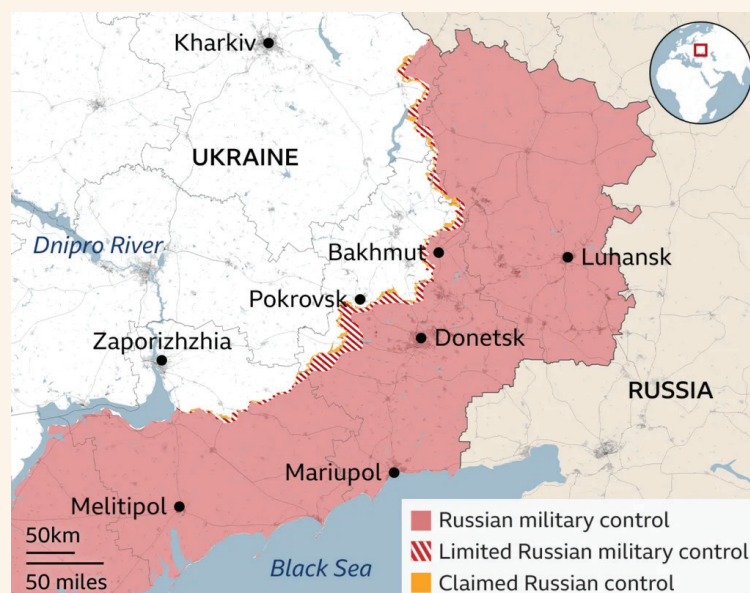 Kharkiv
UKRAINE
Dnipro River
Bakhmut
Luhansk
Pokrovsk
Zaporizhzhia
Donetsk
RUSSIA
Mariupol
Melitipol
50km
50 miles
Black Sea
Russian military control
Limited Russian military control
Claimed Russian control